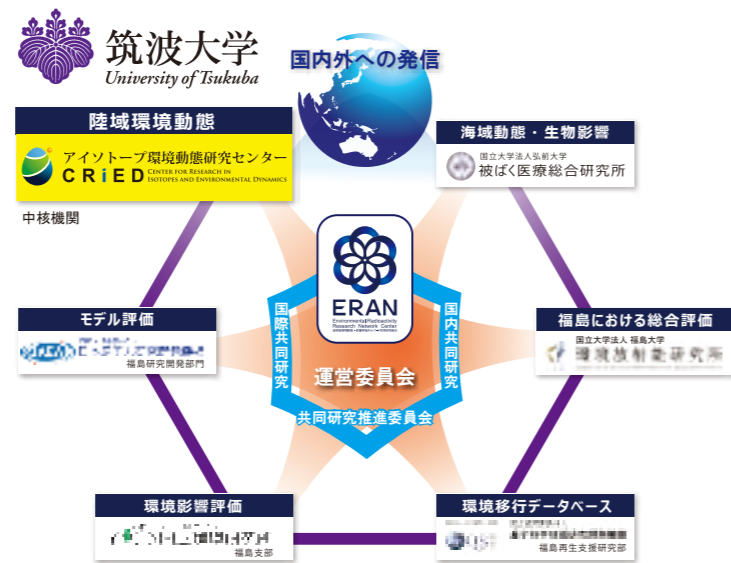 筑波大学
University of Tsukuba
国内外への発信
陸域環境動態
アイソトープ環境動態研究センター
CRiED CENTER FOR RESEARCH IN
ISOTOPES AND ENVIRONMENTAL DYNAMICS
中核機関
海域動態・生物影響
国立大学法人弘前大学
被ばく医療総合研究所
ERAN
Environmental Radioactivity
Research Network Center
国際共同研究
国内共同研究
運営委員会
共同研究推進委員会
モデル評価
福島研究開発部門
福島における総合評価
国立大学法人 福島大学
環境放射能研究所
環境影響評価
福島支部
環境移行データベース
福島再生支援研究部